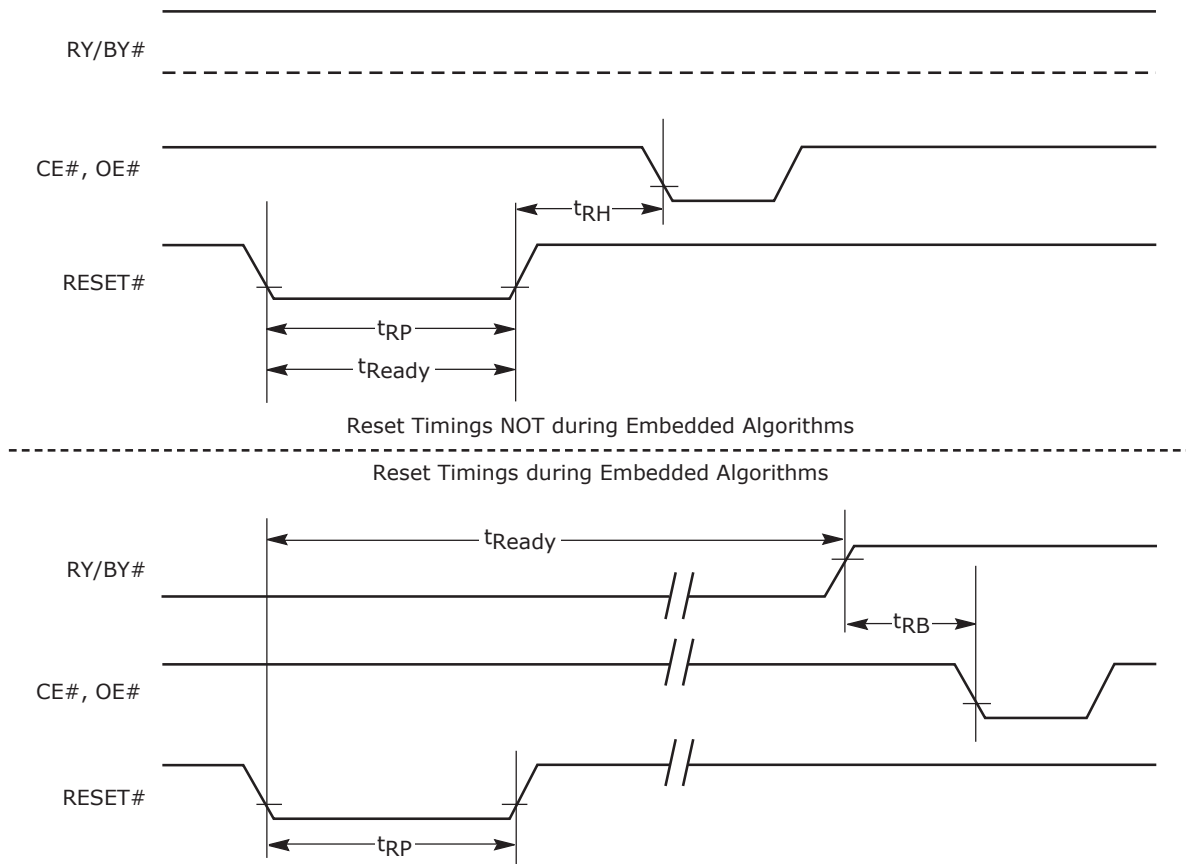 RY/BY#
CE#, OE#
tRH
RESET#
tRP
tReady
Reset Timings NOT during Embedded Algorithms
Reset Timings during Embedded Algorithms
tReady
RY/BY#
tRB
CE#, OE#
RESET#
tRP